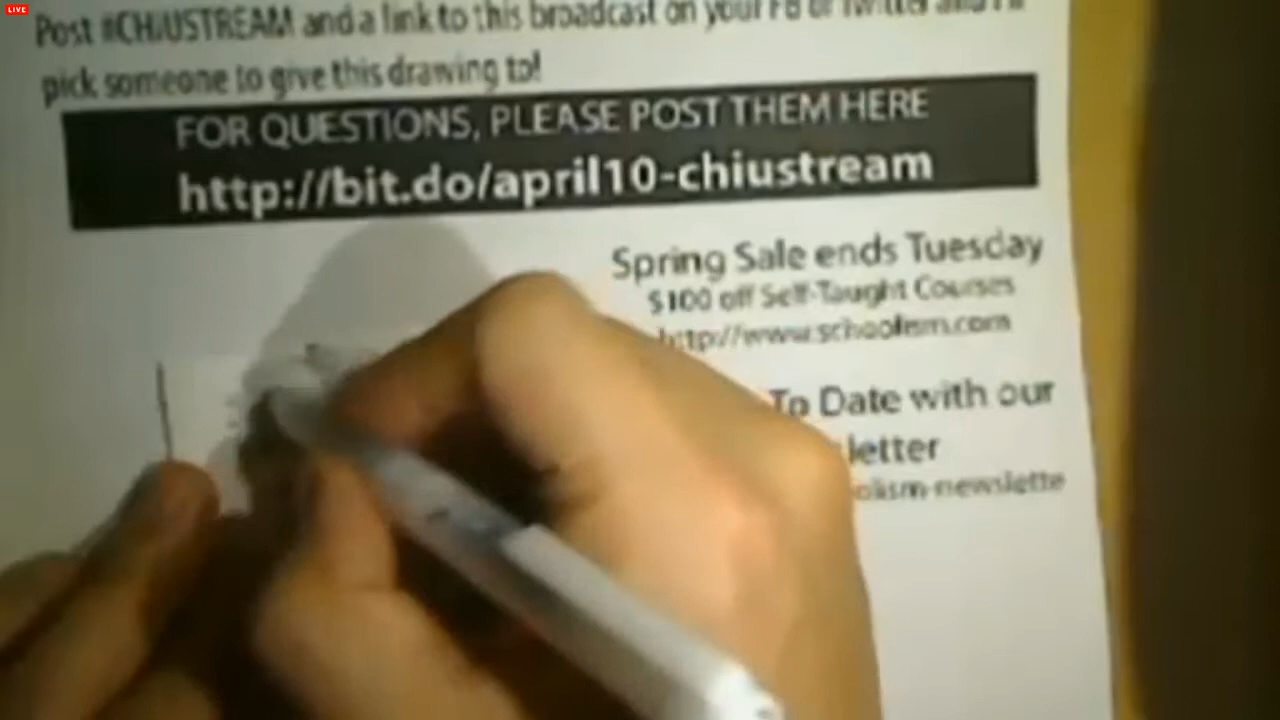 LIVE
Post #CHIUSTREAM and a link to this broadcast on your FB or Twitter and I'll
pick someone to give this drawing to!
FOR QUESTIONS, PLEASE POST THEM HERE
http://bit.do/april10-chiustream
Spring Sale ends Tuesday
$100 off Self-Taught Courses
http://www.schoolism.com
To Date with our
letter
olism-newslette